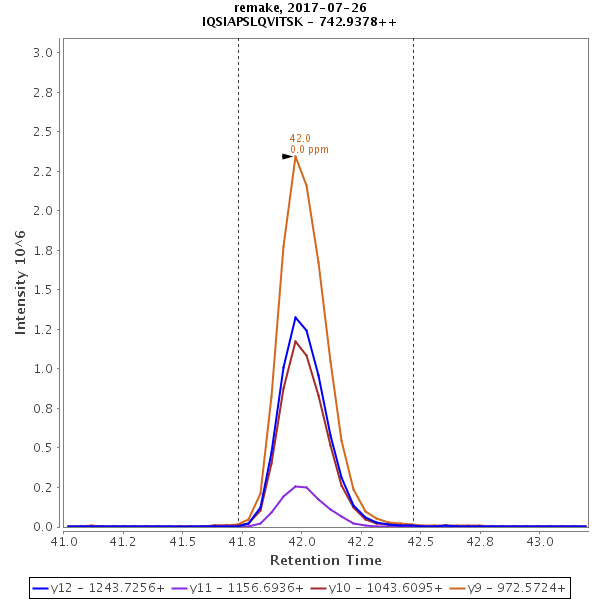 remake, 2017-07-26
IQSIAPSLQVITSK - 742.9378++
3.0
2.8
2.5
2.2
2.0
1.8
1.5
1.2
1.0
0.8
0.5
0.2
0.0
Intensity 10^6
42.0
0.0 ppm
41.0 41.2 41.5 41.8 42.0 42.2 42.5 42.8 43.0
Retention Time
y12 - 1243.7256+ y11 - 1156.6936+ y10 - 1043.6095+ y9 - 972.5724+